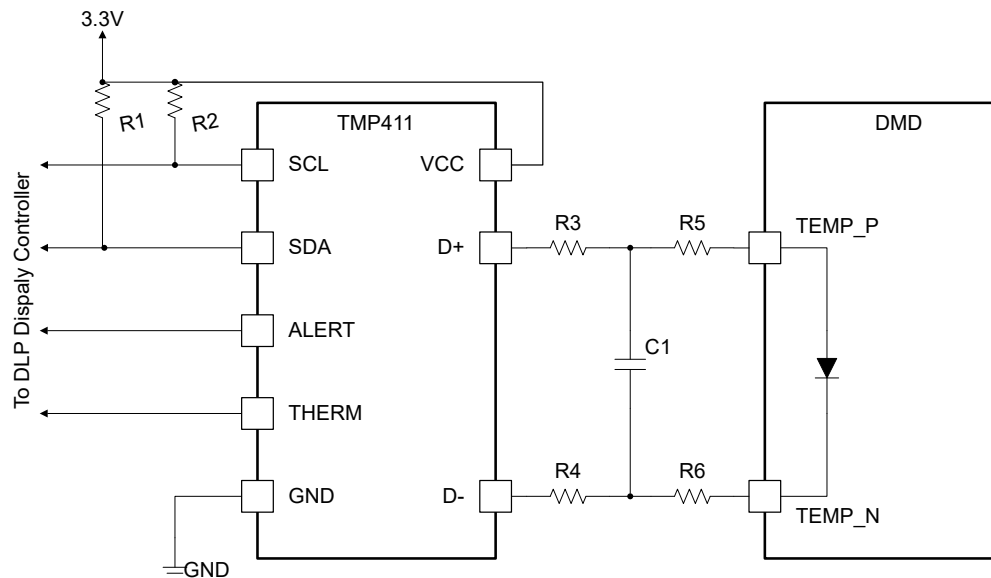 3.3V
R1
R2
TMP411
DMD
SCL
VCC
To DLP Dispaly Controller
R3
R5
TEMP_P
SDA
D+
ALERT
C1
THERM
R4
R6
GND
D-
TEMP_N
GND